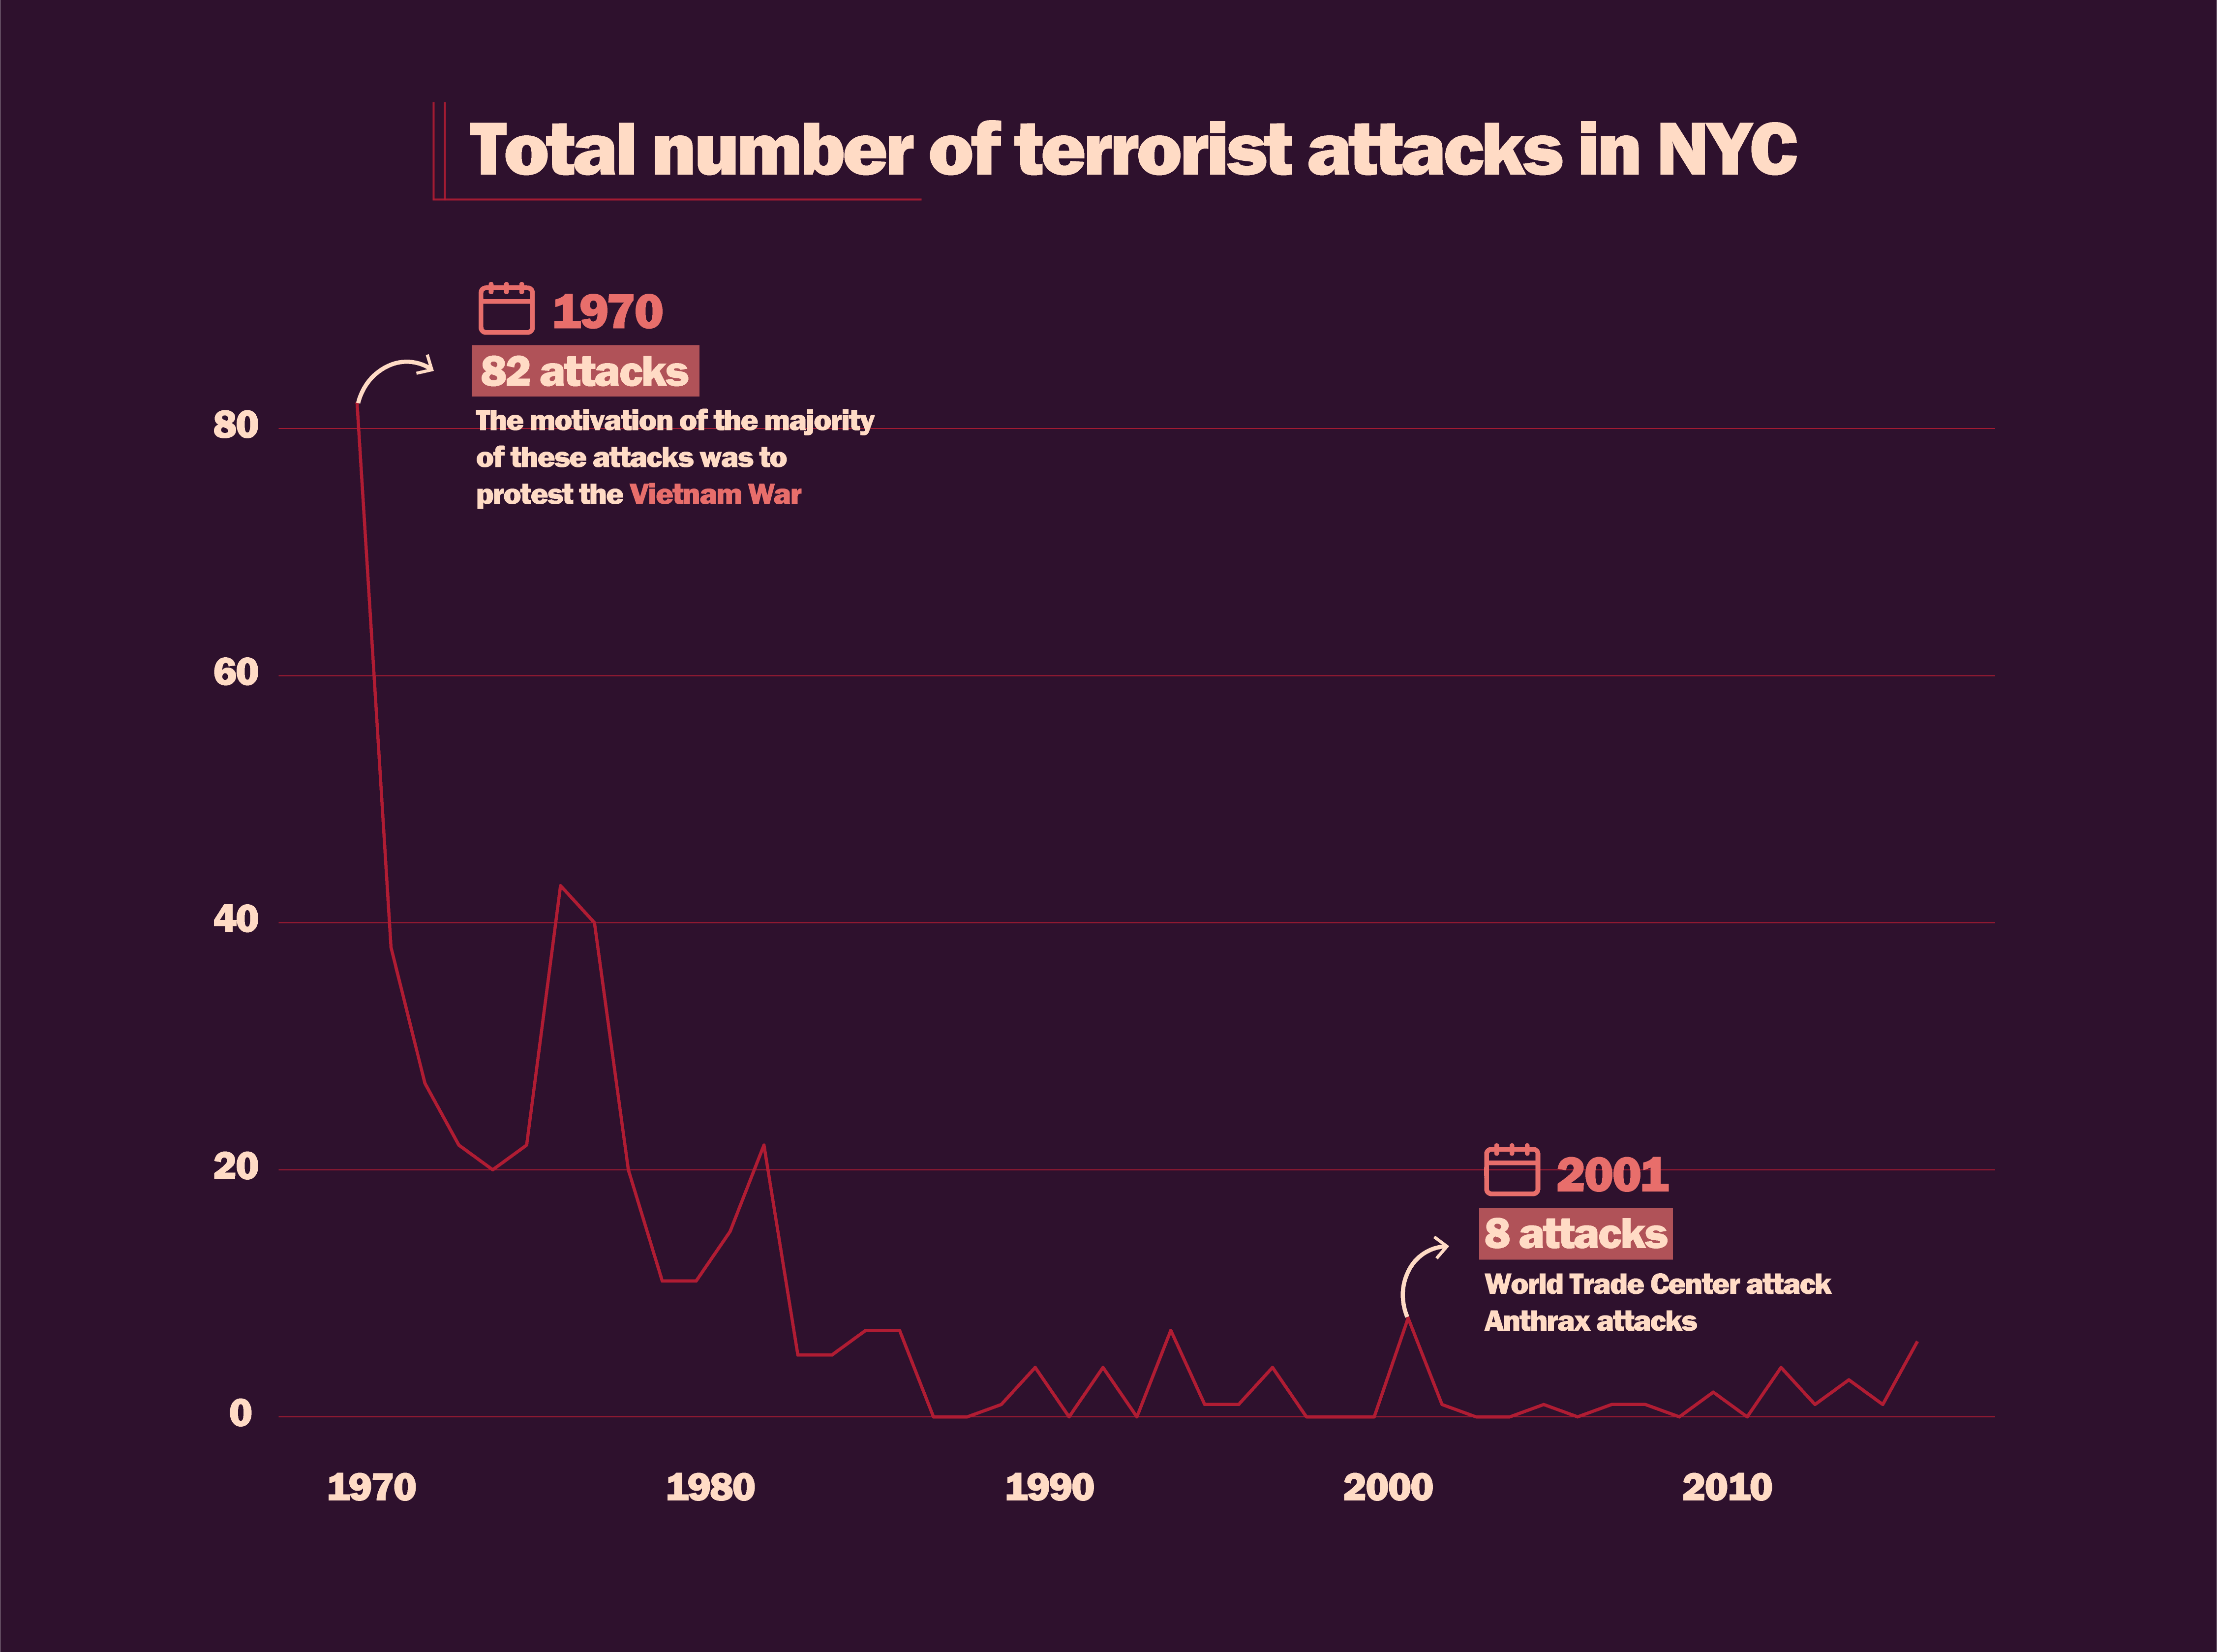 Total number of terrorist attacks in NYC
1970
82 attacks
The motivation of the majority
of these attacks was to
protest the Vietnam War
80
60
40
20
0
2001
8 attacks
World Trade Center attack
Anthrax attacks
1970 1980 1990 2000 2010